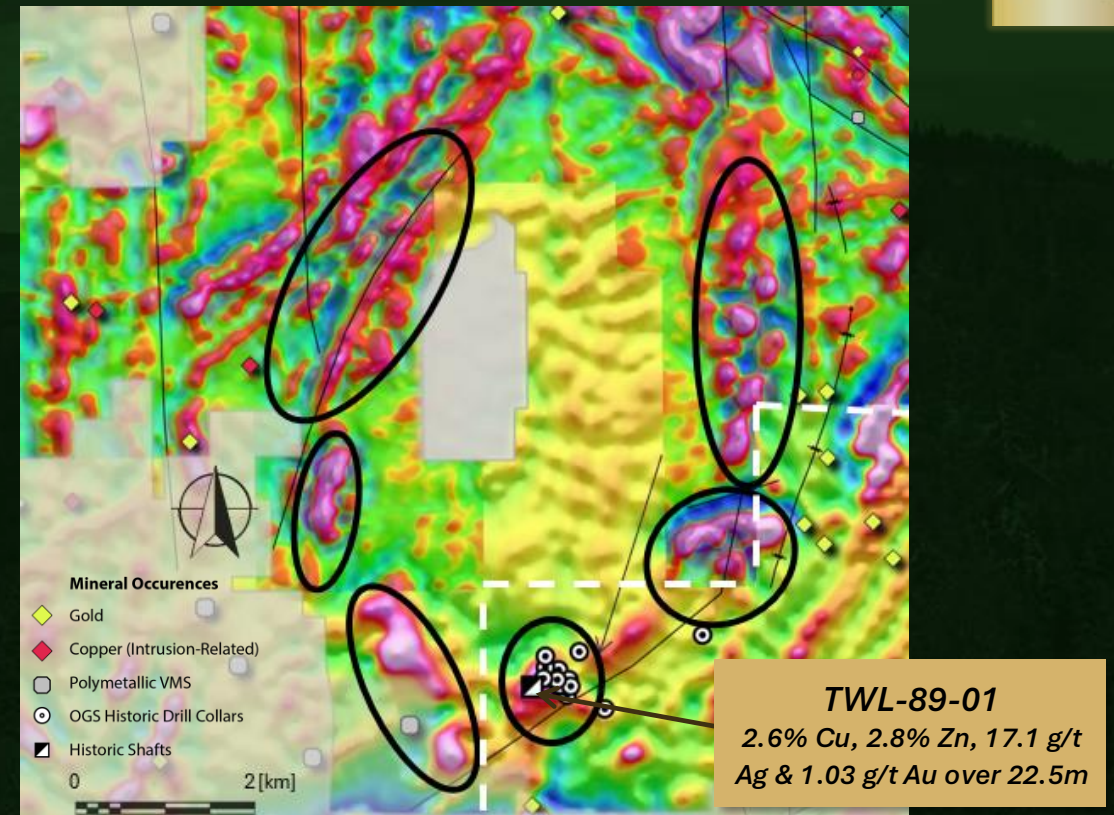 Mineral Occurences
Gold
Copper (Intrusion-Related)
Polymetallic VMS
OGS Historic Drill Collars
Historic Shafts
0 2 [km]
TWL-89-01
2.6% Cu, 2.8% Zn, 17.1 g/t
Ag & 1.03 g/t Au over 22.5m